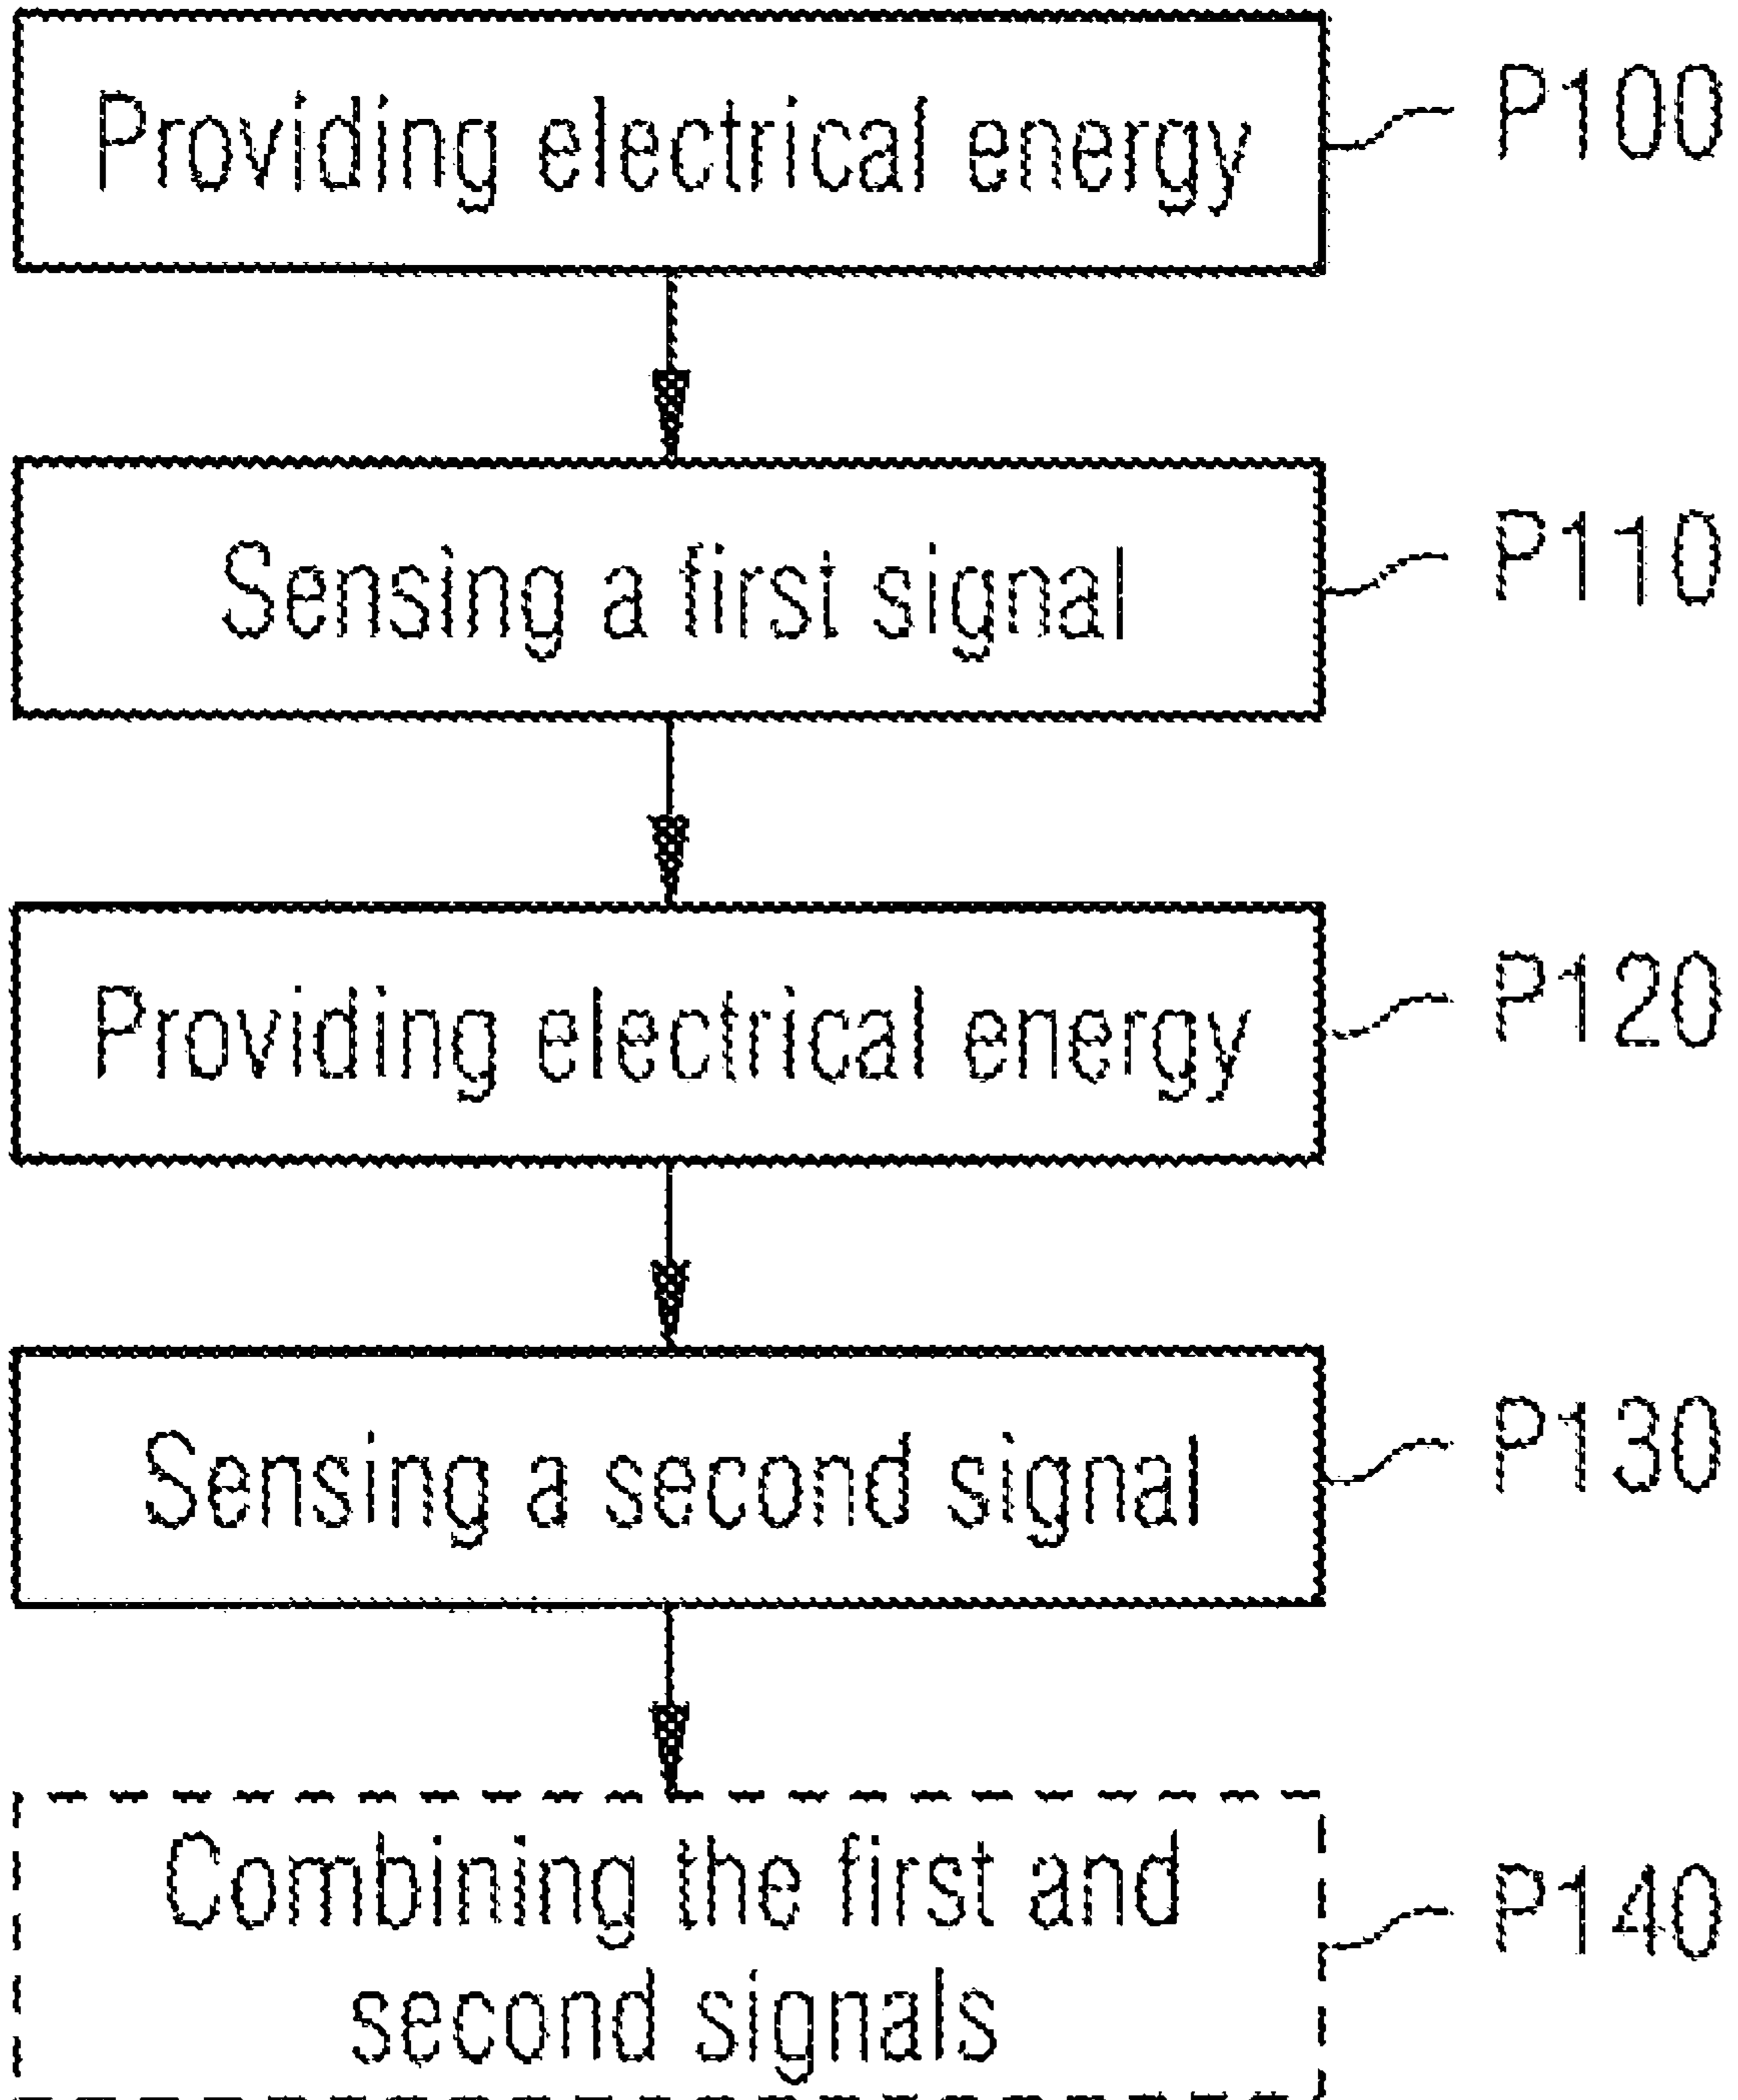 Providing electrical energy
P100
Sensing a first signal
P110
Providing electrical energy
P120
Sensing a second signal
P130
Combining the first and
second signals
P140